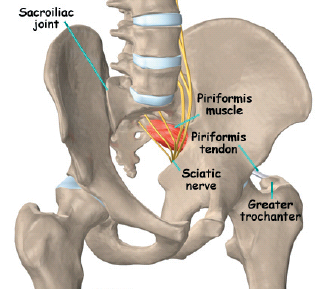 Sacroiliac
joint
Piriformis
muscle
Piriformis
tendon
Sciatic
nerve
Greater
trochanter